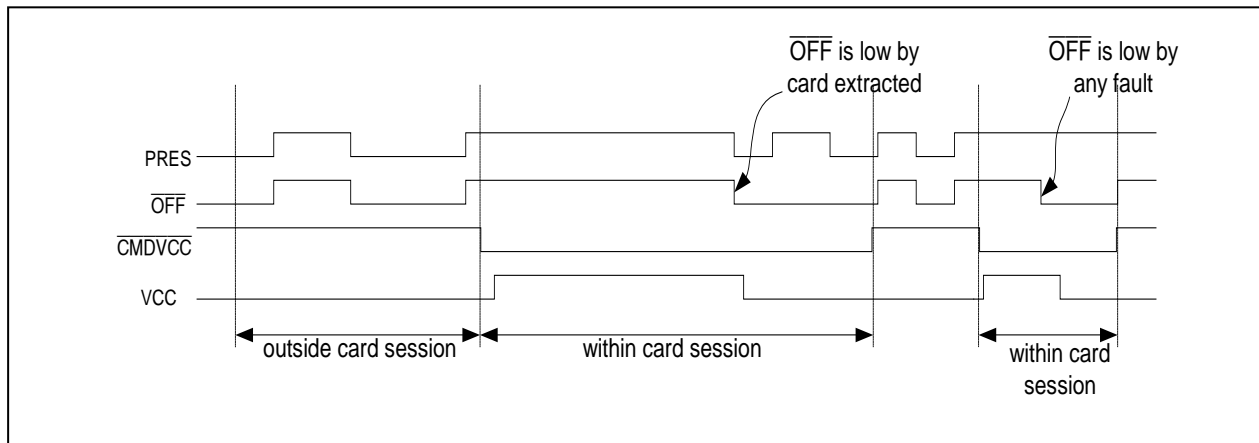 OFF is low by
card extracted
OFF is low by
any fault
PRES
OFF
CMDVCC
VCC
outside card session
within card session
within card
session